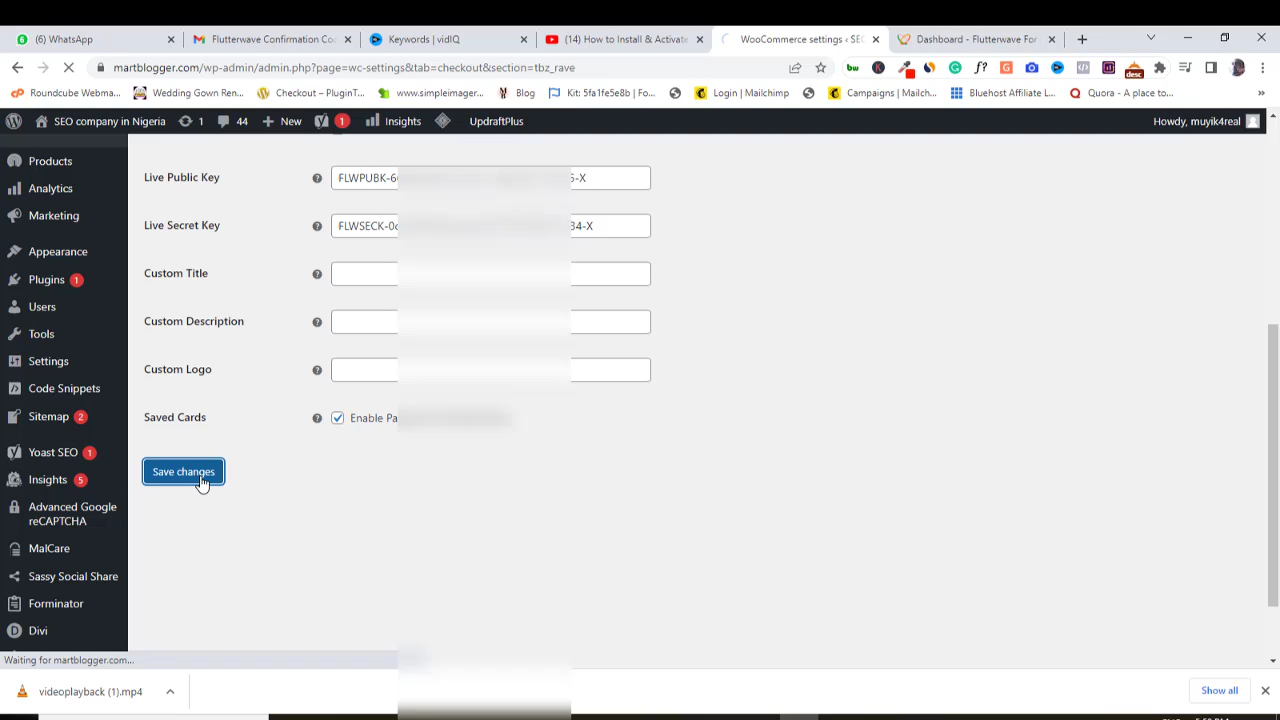 (6) WhatsApp
Flutterwave Confirmation Co
Keywords | vidIQ
(14) How to Install & Activate
WooCommerce settings ‹ SEO
Dashboard - Flutterwave For
martblogger.com/wp-admin/admin.php?page=wc-settings&tab=checkout&section=tbz_rave
Roundcube Webma...
Wedding Gown Ren...
Checkout – PluginT...
www.simpleimager...
Blog
Kit: 5fa1fe5e8b | Fo...
Login | Mailchimp
Campaigns | Mailch...
Bluehost Affiliate L...
Quora - A place to...
SEO company in Nigeria
1
44
New
1
Insights
UpdraftPlus
Howdy, muyik4real
Products
Analytics
Marketing
Appearance
Plugins 1
Users
Tools
Settings
Code Snippets
Sitemap 2
Yoast SEO 1
Insights 5
Advanced Google
reCAPTCHA
MalCare
Sassy Social Share
Forminator
Divi
Live Public Key
FLWPUBK-6
-X
Live Secret Key
FLWSECK-0
34-X
Custom Title
Custom Description
Custom Logo
Saved Cards
Enable Pa
Save changes
Waiting for martblogger.com...
videoplayback (1).mp4
Show all